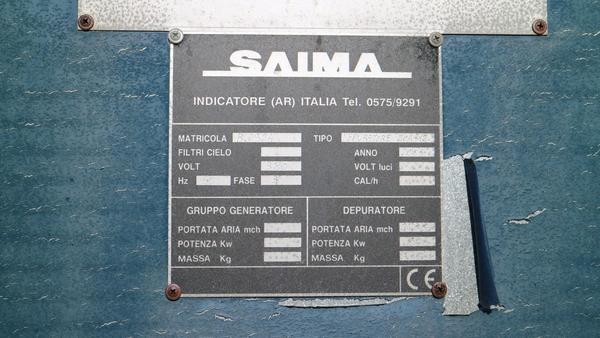 SAIMA
INDICATORE (AR) ITALIA Tel. 0575/9291
MATRICOLA TIPO
FILTRI CIELO ANNO
VOLT VOLT luci
Hz FASE CAL/h
GRUPPO GENERATORE DEPURATORE
PORTATA ARIA mch PORTATA ARIA mch
POTENZA Kw POTENZA Kw
MASSA Kg MASSA Kg
CE